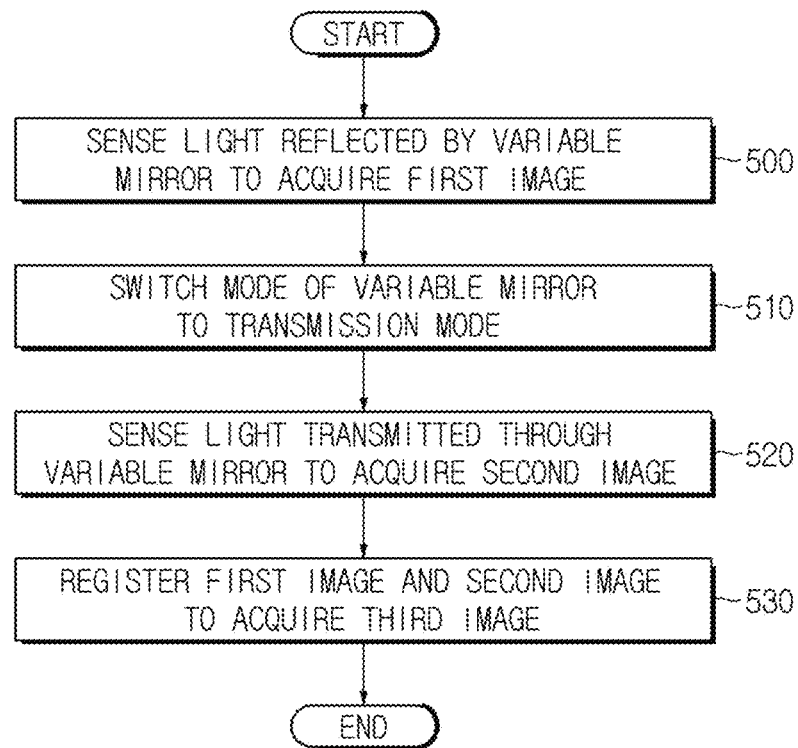 START
SENSE LIGHT REFLECTED BY VARIABLE
MIRROR TO ACQUIRE FIRST IMAGE
500
SWITCH MODE OF VARIABLE MIRROR
TO TRANSMISSION MODE
510
SENSE LIGHT TRANSMITTED THROUGH
VARIABLE MIRROR TO ACQUIRE SECOND IMAGE
520
REGISTER FIRST IMAGE AND SECOND IMAGE
TO ACQUIRE THIRD IMAGE
530
END